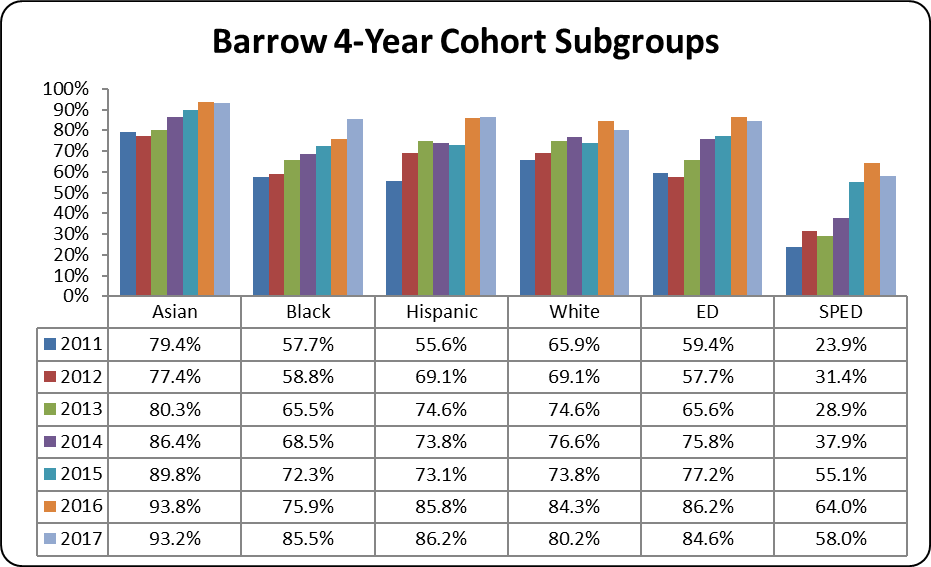 Barrow 4-Year Cohort Subgroups
100%
90%
80%
70%
60%
50%
40%
30%
20%
10%
0%
Asian Black Hispanic White ED SPED
2011 79.4% 57.7% 55.6% 65.9% 59.4% 23.9%
2012 77.4% 58.8% 69.1% 69.1% 57.7% 31.4%
2013 80.3% 65.5% 74.6% 74.6% 65.6% 28.9%
2014 86.4% 68.5% 73.8% 76.6% 75.8% 37.9%
2015 89.8% 72.3% 73.1% 73.8% 77.2% 55.1%
2016 93.8% 75.9% 85.8% 84.3% 86.2% 64.0%
2017 93.2% 85.5% 86.2% 80.2% 84.6% 58.0%